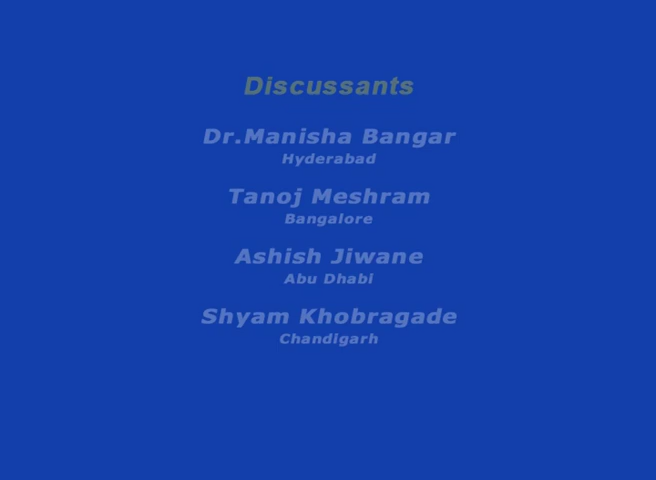 Discussants
Dr.Manisha Bangar
Hyderabad
Tanoj Meshram
Bangalore
Ashish Jiwane
Abu Dhabi
Shyam Khobragade
Chandigarh